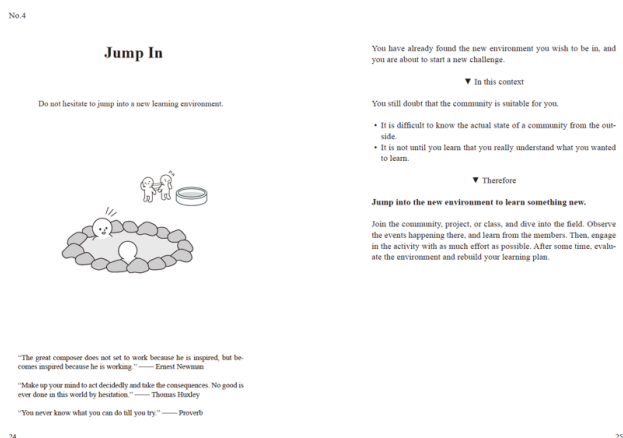 No.4
Jump In
Do not hesitate to jump into a new learning environment.
“The great composer does not set to work because he is inspired, but be-
comes inspired because he is working.” —— Ernest Newman
“Make up your mind to act decidedly and take the consequences. No good is
ever done in this world by hesitation.” —— Thomas Huxley
“You never know what you can do till you try.” —— Proverb
24
You have already found the new environment you wish to be in, and
you are about to start a new challenge.
▼ In this context
You still doubt that the community is suitable for you.
• It is difficult to know the actual state of a community from the out-
side.
• It is not until you learn that you really understand what you wanted
to learn.
▼ Therefore
Jump into the new environment to learn something new.
Join the community, project, or class, and dive into the field. Observe
the events happening there, and learn from the members. Then, engage
in the activity with as much effort as possible. After some time, evalu-
ate the environment and rebuild your learning plan.
25